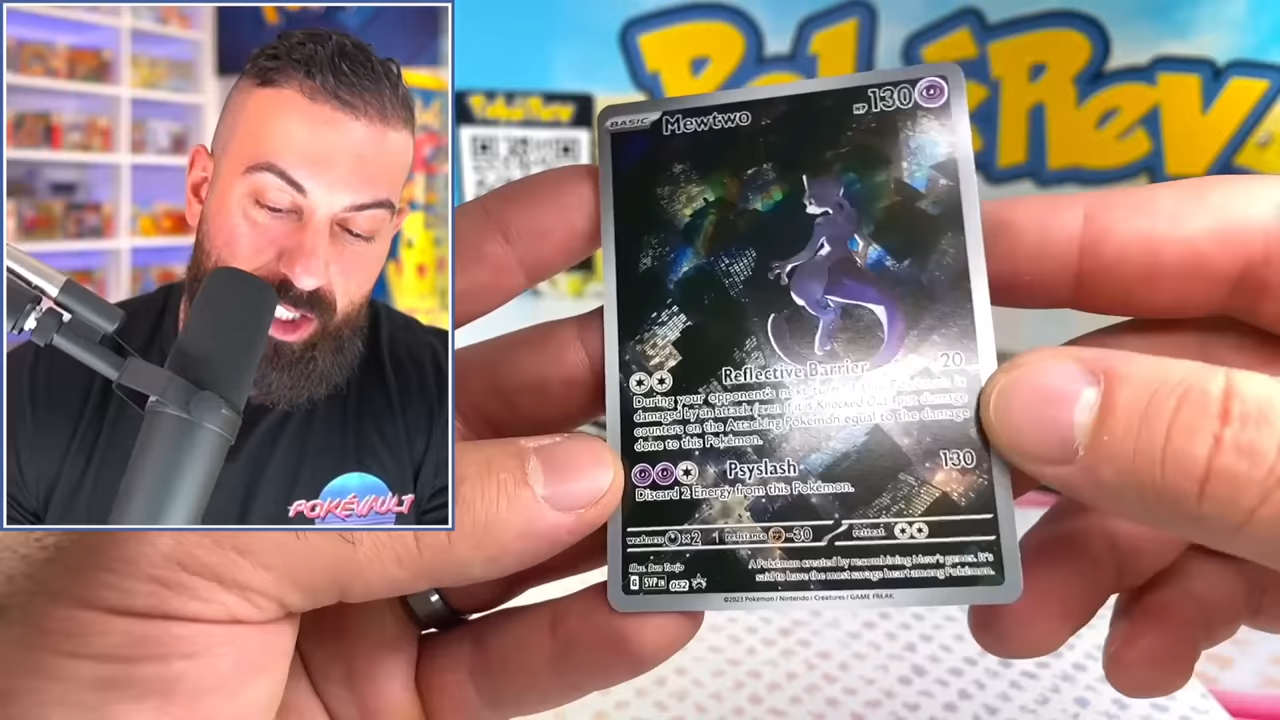 PokéRev
PokéRev
POKÉVAULT
BASIC Mewtwo HP 130
Reflective Barrier 20
During your opponent's next turn, if this Pokémon is
damaged by an attack (even if it is Knocked Out), put damage
counters on the Attacking Pokémon equal to the damage
done to this Pokémon.
Psyslash 130
Discard 2 Energy from this Pokémon.
weakness ×2 resistance -30 retreat
Illus. Bun Toujo
A Pokémon created by recombining Mew's genes. It's
said to have the most savage heart among Pokémon.
G SVP EN 052
©2023 Pokémon / Nintendo / Creatures / GAME FREAK